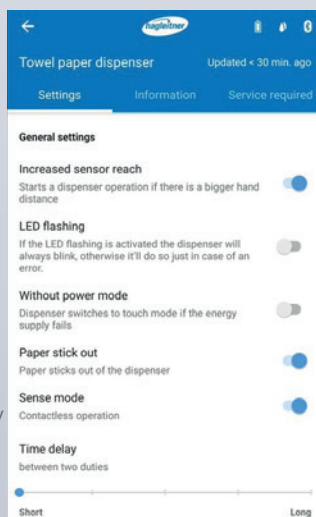 hagleitner
Towel paper dispenser
Updated < 30 min. ago
Settings
Information
Service required
General settings
Increased sensor reach
Starts a dispenser operation if there is a bigger hand
distance
LED flashing
If the LED flashing is activated the dispenser will
always blink, otherwise it'll do so just in case of an
error.
Without power mode
Dispenser switches to touch mode if the energy
supply fails
Paper stick out
Paper sticks out of the dispenser
Sense mode
Contactless operation
Time delay
between two duties
Short
Long